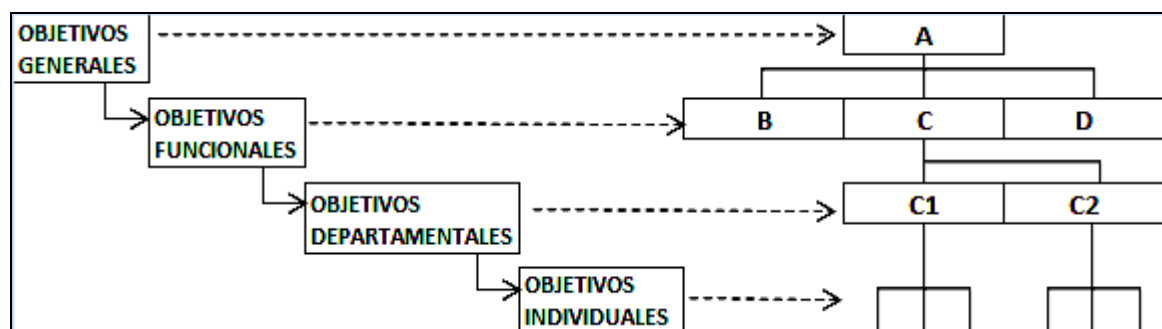 OBJETIVOS
GENERALES
A
OBJETIVOS
FUNCIONALES
B
C
D
OBJETIVOS
DEPARTAMENTALES
C1
C2
OBJETIVOS
INDIVIDUALES